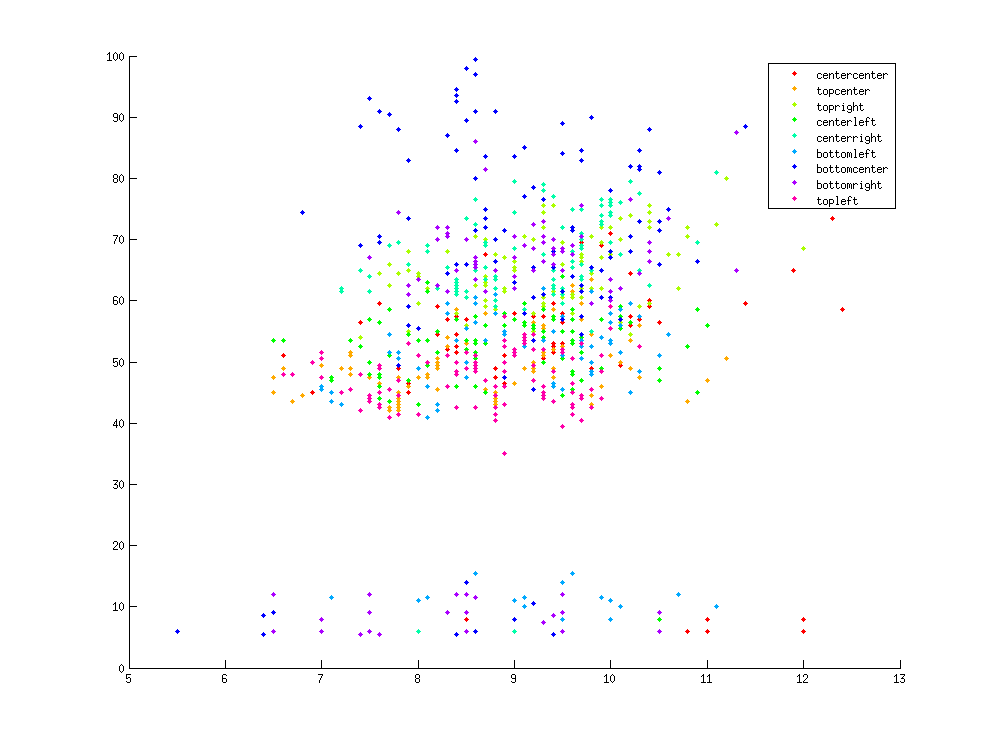 100
90
80
70
60
50
40
30
20
10
0
5 6 7 8 9 10 11 12 13
centercenter
topcenter
topright
centerleft
centerright
bottomleft
bottomcenter
bottomright
topleft